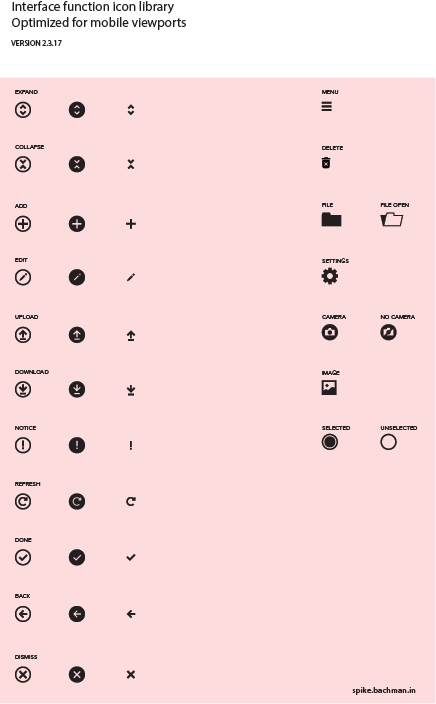 Interface function icon library
Optimized for mobile viewports
VERSION 2.3.17
EXPAND
COLLAPSE
ADD
EDIT
UPLOAD
DOWNLOAD
NOTICE
REFRESH
DONE
BACK
DISMISS
MENU
DELETE
FILE
FILE OPEN
SETTINGS
CAMERA
NO CAMERA
IMAGE
SELECTED
UNSELECTED
spike.bachman.in